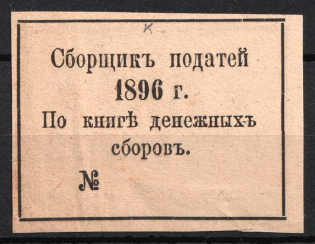 к
Сборщикъ податей
1896 г.
По книгѣ денежныхъ
сборовъ.
№